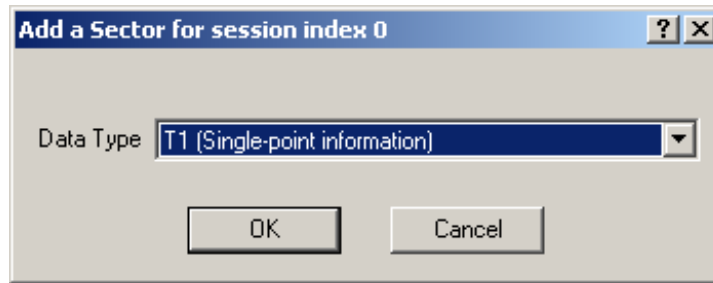 Add a Sector for session index 0
Data Type T1 (Single-point information)
OK Cancel